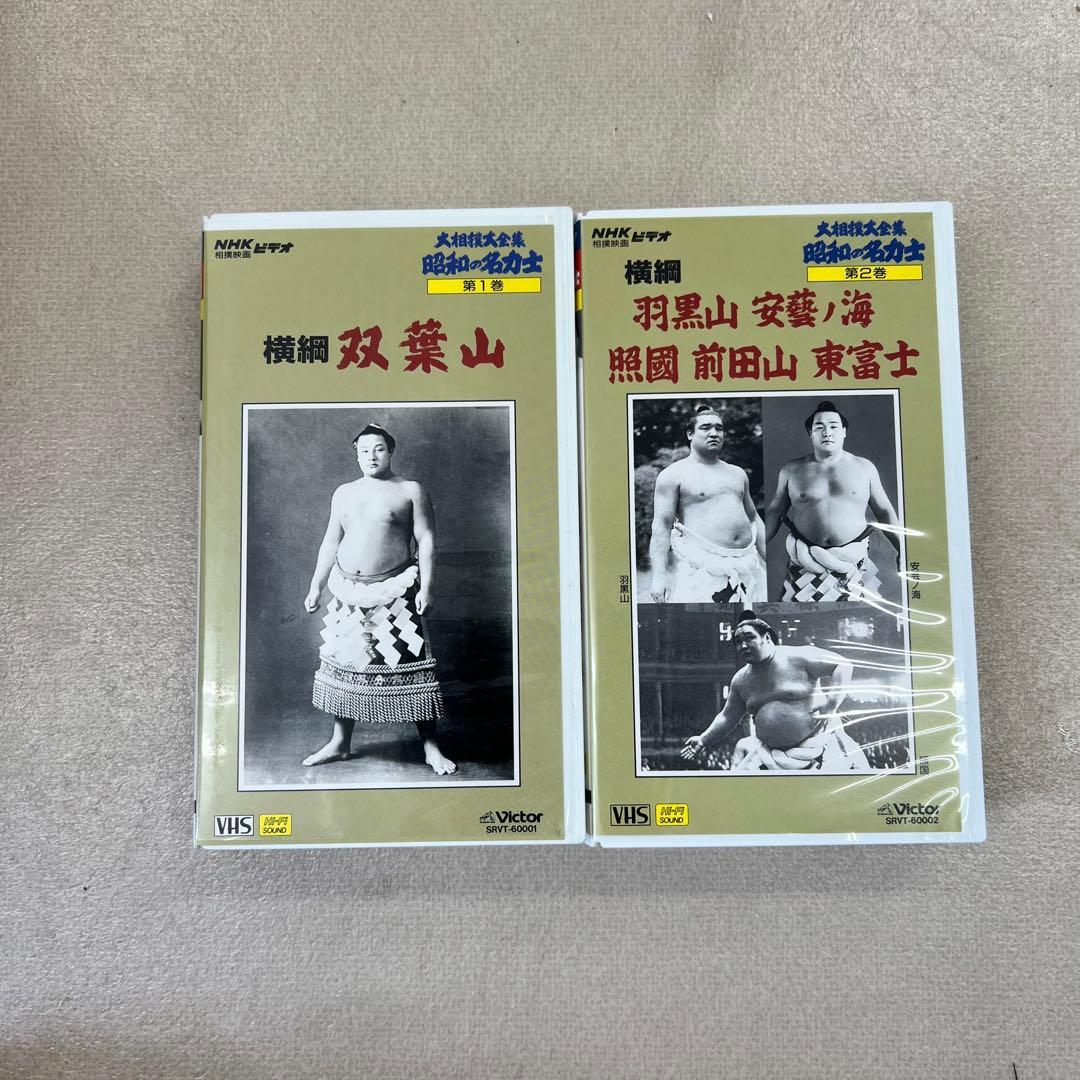 NHKビデオ
相撲映画
大相撲大全集
昭和の名力士
第1巻
横綱 双葉山
VHS
Hi-Fi
SOUND
Victor
SRVT-60001
NHKビデオ
相撲映画
大相撲大全集
昭和の名力士
第2巻
横綱
羽黒山 安藝ノ海
照國 前田山 東富士
羽黒山
安芸ノ海
VHS
Hi-Fi
SOUND
Victor
SRVT-60002